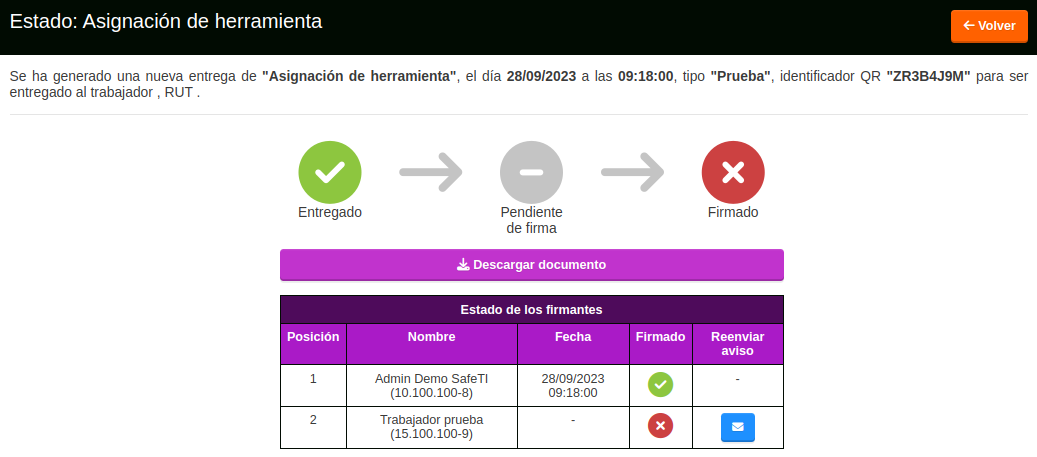 Estado: Asignación de herramienta
Volver
Se ha generado una nueva entrega de "Asignación de herramienta", el día 28/09/2023 a las 09:18:00, tipo "Prueba", identificador QR "ZR3B4J9M" para ser
entregado al trabajador , RUT .
Entregado
Pendiente
de firma
Firmado
Descargar documento
Estado de los firmantes
Posición Nombre Fecha Firmado Reenviar
aviso
1 Admin Demo SafeTI 28/09/2023 -
(10.100.100-8) 09:18:00
2 Trabajador prueba -
(15.100.100-9)